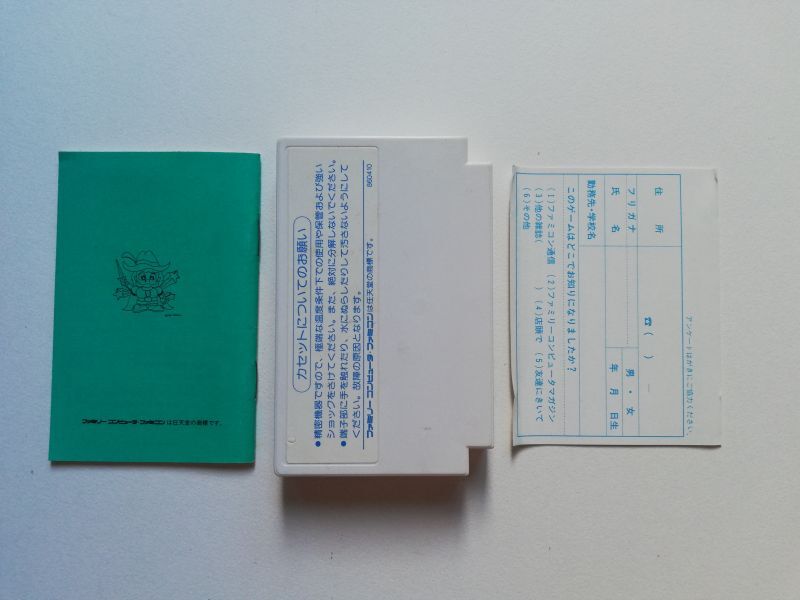 ファミリー コンピュータ・ファミコンは任天堂の商標です。
カセットについてのお願い
●精密機器ですので、極端な温度条件下での使用や保管および強い
ショックをさけてください。また、絶対に分解しないでください。
●端子部に手を触れたり、水にぬらしたりして汚さないようにして
ください。故障の原因となります。
ファミリー コンピュータ ファミコンは任天堂の商標です。
860410
アンケートはがきにご協力ください。
住所
☎( )
フリガナ
氏名
男・女
年 月 日生
勤務先・学校名
このゲームはどこでお知りになりましたか?
(1)ファミコン通信 (2)ファミリーコンピュータマガジン
(3)他の雑誌( ) (4)店頭で (5)友達にきいて
(6)その他